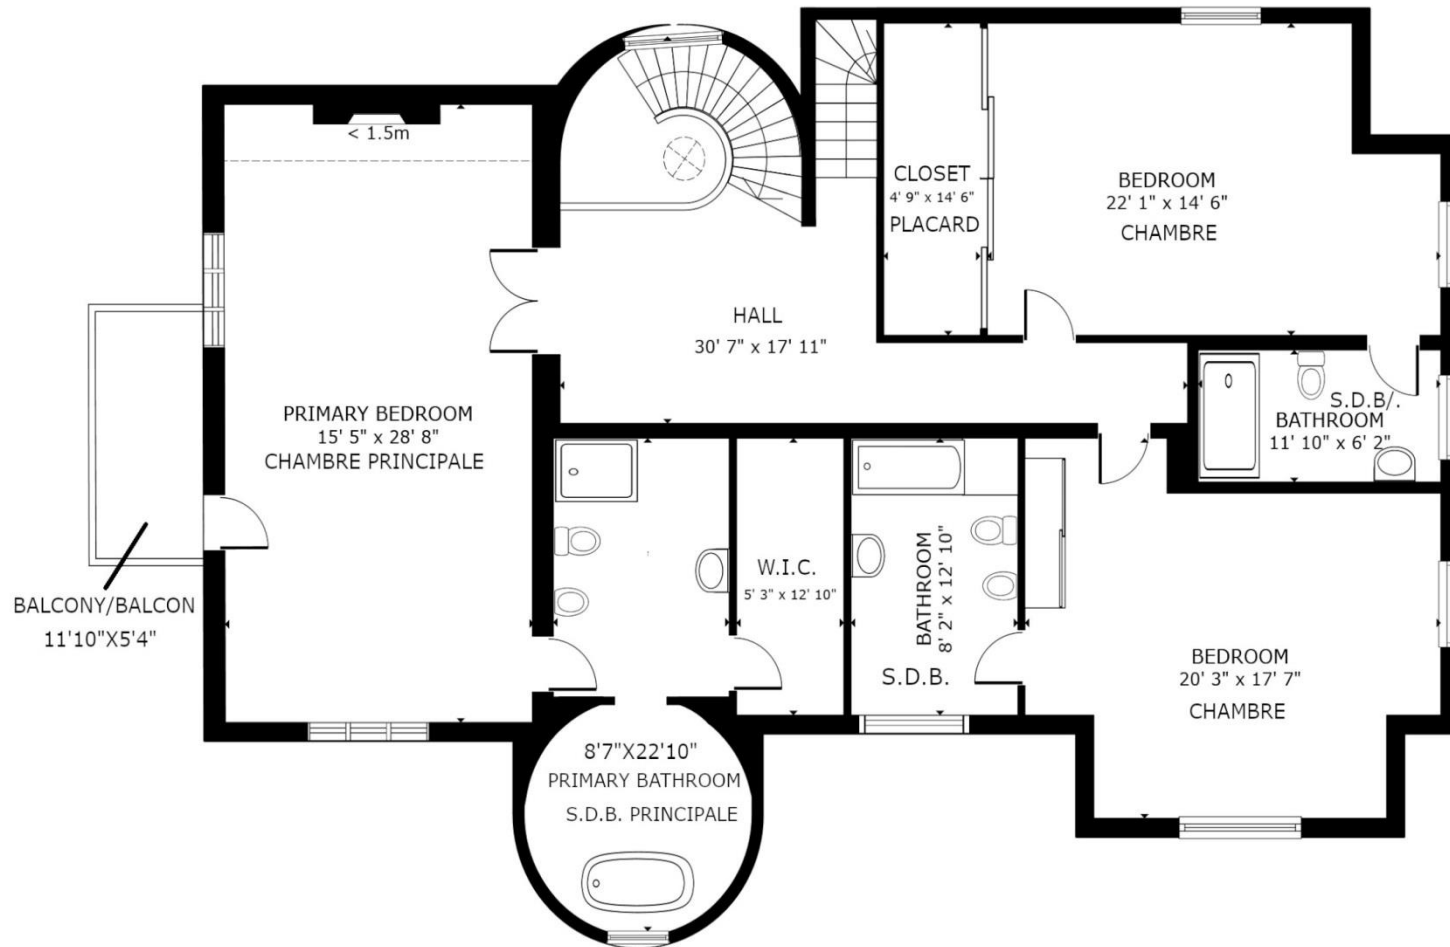 < 1.5m
PRIMARY BEDROOM
15' 5" x 28' 8"
CHAMBRE PRINCIPALE
BALCONY/BALCON
11'10"X5'4"
HALL
30' 7" x 17' 11"
CLOSET
4' 9" x 14' 6"
PLACARD
BEDROOM
22' 1" x 14' 6"
CHAMBRE
S.D.B/.
BATHROOM
11' 10" x 6' 2"
W.I.C.
5' 3" x 12' 10"
BATHROOM
8' 2" x 12' 10"
S.D.B.
BEDROOM
20' 3" x 17' 7"
CHAMBRE
8'7"X22'10"
PRIMARY BATHROOM
S.D.B. PRINCIPALE